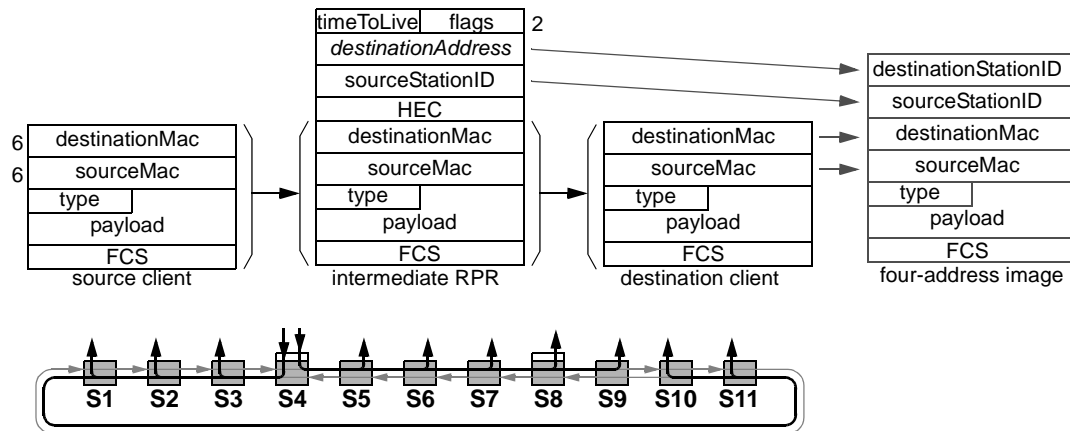 timeToLive flags 2
destinationAddress
sourceStationID
HEC
destinationMac
sourceMac
type
payload
FCS
intermediate RPR
6 destinationMac
6 sourceMac
type
payload
FCS
source client
destinationMac
sourceMac
type
payload
FCS
destination client
destinationStationID
sourceStationID
destinationMac
sourceMac
type
payload
FCS
four-address image
S1 S2 S3 S4 S5 S6 S7 S8 S9 S10 S11